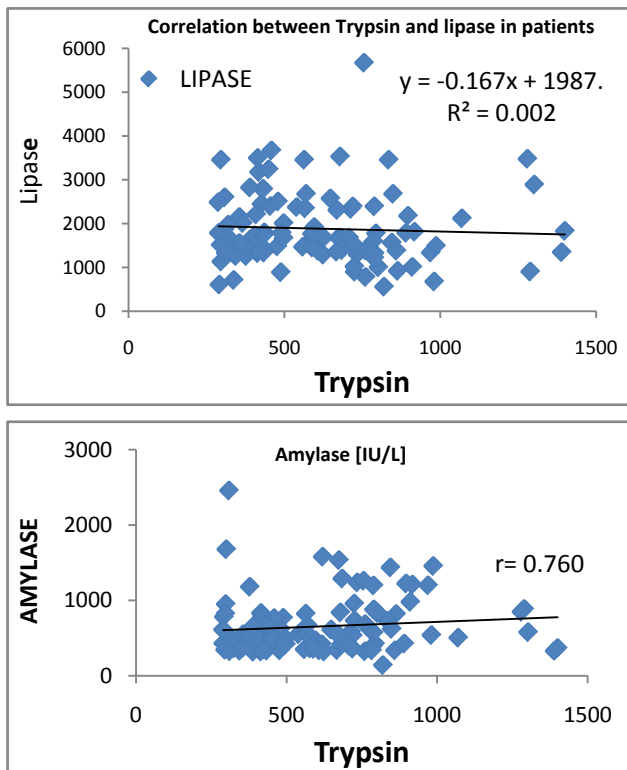 Correlation between Trypsin and lipase in patients
6000
5000
4000
3000
2000
1000
0
Lipase
LIPASE
y = -0.167x + 1987.
R² = 0.002
0 500 1000 1500
Trypsin
Amylase [IU/L]
3000
2000
1000
0
AMYLASE
r= 0.760
0 500 1000 1500
Trypsin